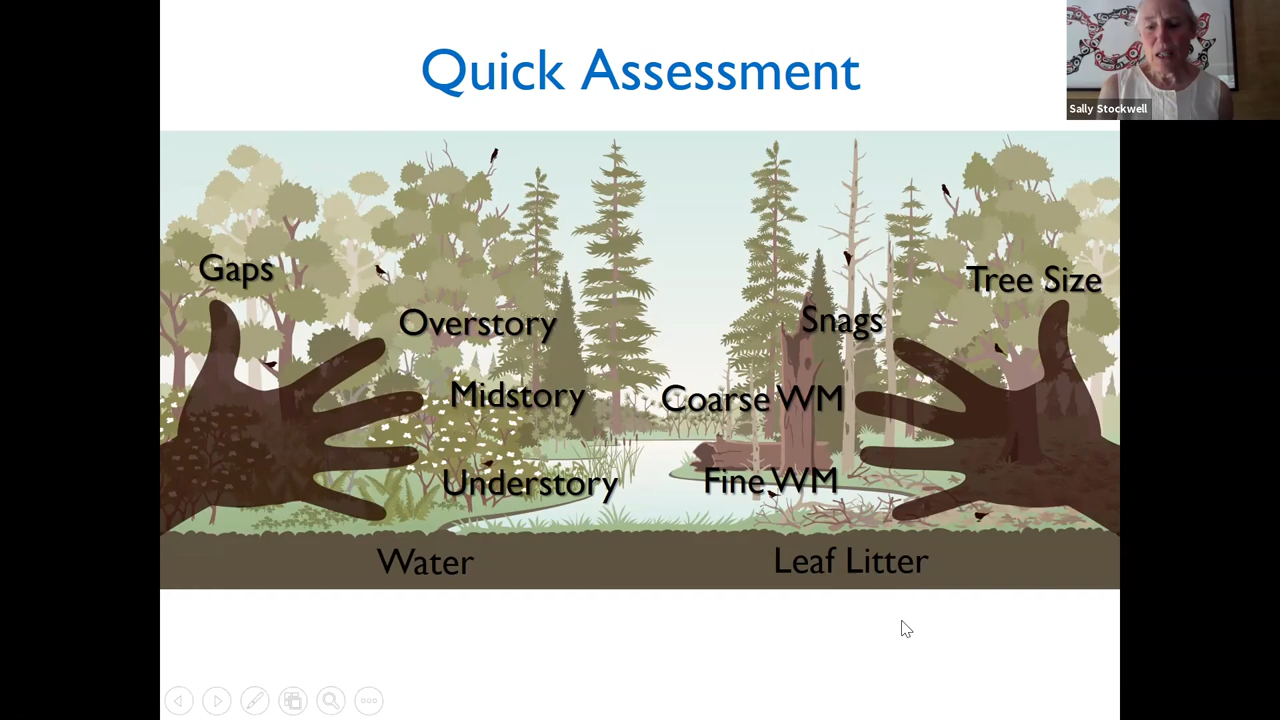 Quick Assessment
Sally Stockwell
Gaps
Tree Size
Overstory
Snags
Midstory
Coarse WM
Understory
Fine WM
Water
Leaf Litter